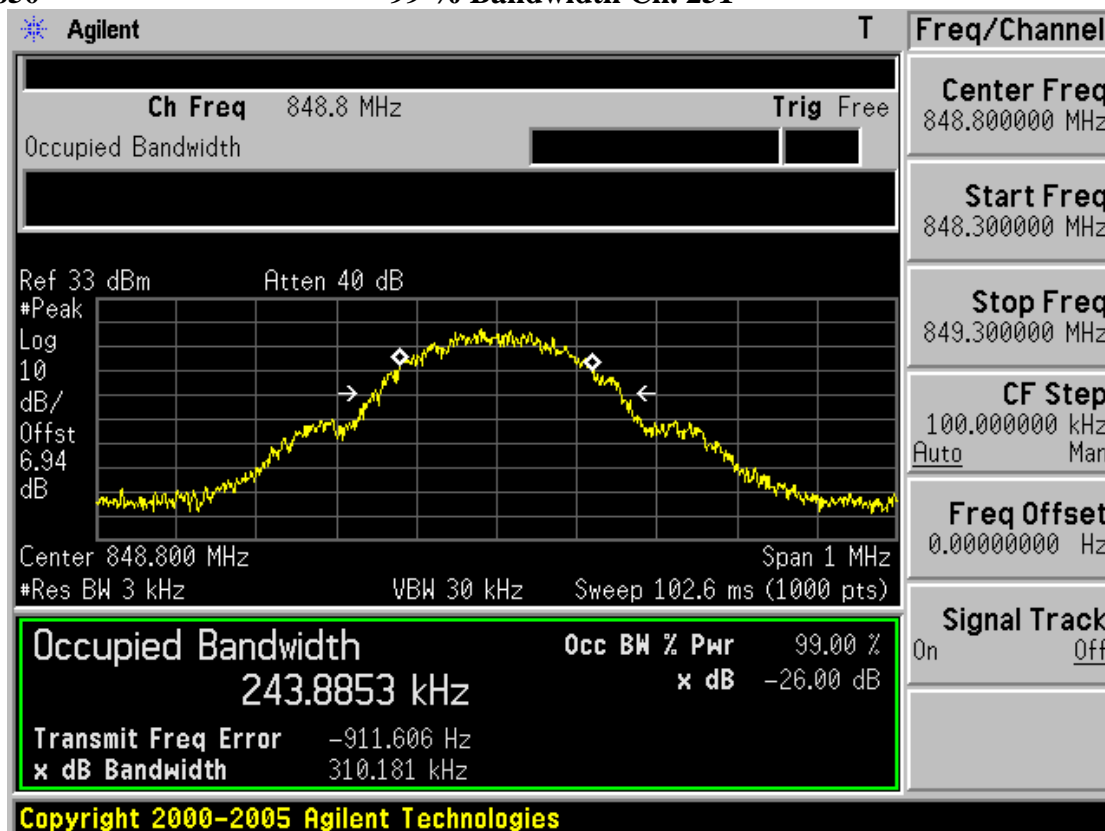 99 % Bandwidth Ch. 251
Agilent T
Freq/Channel
Ch Freq 848.8 MHz Trig Free
Occupied Bandwidth
Center Freq
848.800000 MHz
Start Freq
848.300000 MHz
Stop Freq
849.300000 MHz
CF Step
100.000000 kHz
Auto Man
Freq Offset
0.00000000 Hz
Signal Track
On Off
Ref 33 dBm Atten 40 dB
#Peak
Log
10
dB/
Offst
6.94
dB
Center 848.800 MHz Span 1 MHz
#Res BW 3 kHz VBW 30 kHz Sweep 102.6 ms (1000 pts)
Occupied Bandwidth Occ BW % Pwr 99.00 %
243.8853 kHz x dB -26.00 dB
Transmit Freq Error -911.606 Hz
x dB Bandwidth 310.181 kHz
Copyright 2000-2005 Agilent Technologies